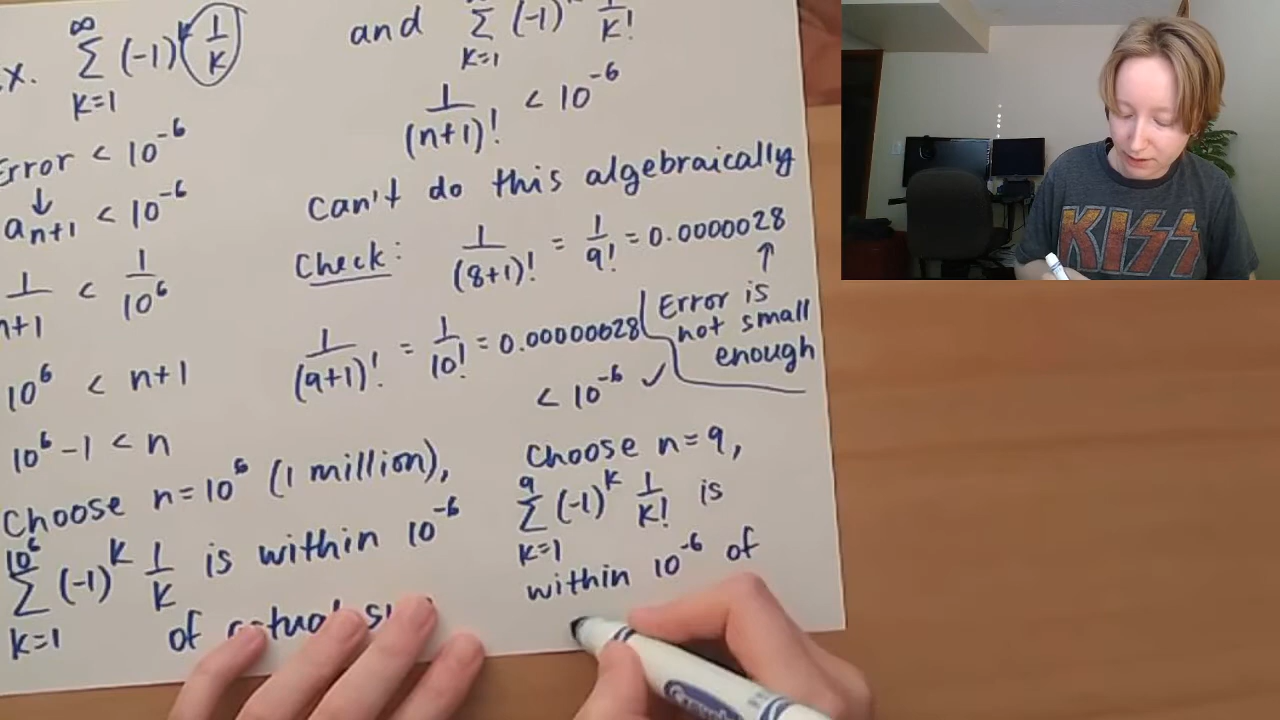 Ex. ∞∑k=1 (-1)^k 1/k
Error < 10^-6
↓
a_n+1 < 10^-6
1/n+1 < 1/10^6
10^6 < n+1
10^6 - 1 < n
Choose n=10^6 (1 million),
10^6∑k=1 (-1)^k 1/k is within 10^-6
of actual
and ∞∑k=1 (-1)^k 1/k!
1/(n+1)! < 10^-6
Can't do this algebraically
Check: 1/(8+1)! = 1/9! = 0.0000028
↑
Error is
not small
enough
1/(9+1)! = 1/10! = 0.00000028
< 10^-6 ✓
Choose n=9,
9∑k=1 (-1)^k 1/k! is
within 10^-6 of
KISS